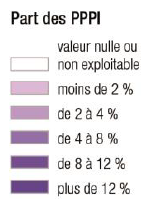 Part des PPPI
valeur nulle ou
non exploitable
moins de 2 %
de 2 à 4 %
de 4 à 8 %
de 8 à 12 %
plus de 12 %